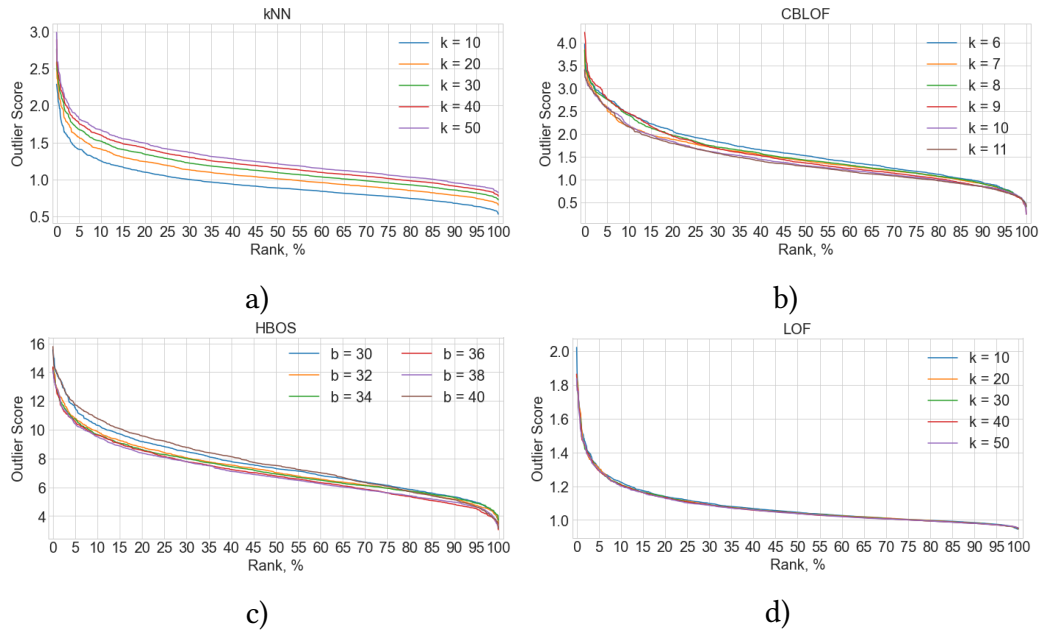 kNN
3.0
2.5
2.0
1.5
1.0
0.5
Outlier Score
k = 10
k = 20
k = 30
k = 40
k = 50
0 5 10 15 20 25 30 35 40 45 50 55 60 65 70 75 80 85 90 95 100
Rank, %
a)
CBLOF
4.0
3.5
3.0
2.5
2.0
1.5
1.0
0.5
Outlier Score
k = 6
k = 7
k = 8
k = 9
k = 10
k = 11
0 5 10 15 20 25 30 35 40 45 50 55 60 65 70 75 80 85 90 95 100
Rank, %
b)
HBOS
16
14
12
10
8
6
4
Outlier Score
b = 30 b = 36
b = 32 b = 38
b = 34 b = 40
0 5 10 15 20 25 30 35 40 45 50 55 60 65 70 75 80 85 90 95 100
Rank, %
c)
LOF
2.0
1.8
1.6
1.4
1.2
1.0
Outlier Score
k = 10
k = 20
k = 30
k = 40
k = 50
0 5 10 15 20 25 30 35 40 45 50 55 60 65 70 75 80 85 90 95 100
Rank, %
d)